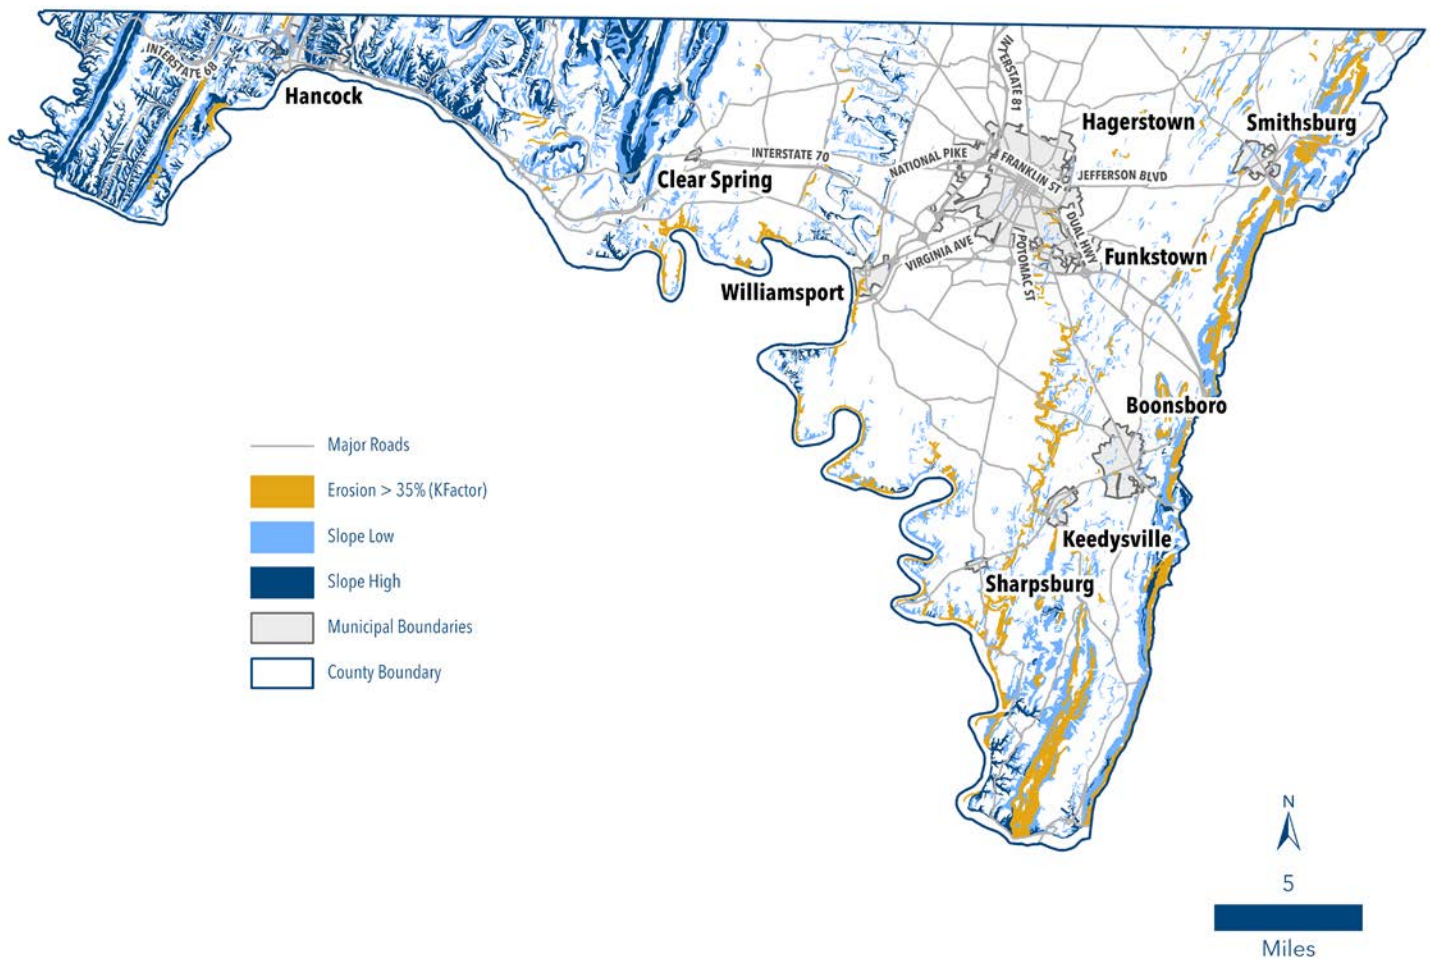 INTERSTATE 68
Hancock
INTERSTATE 81
Hagerstown
Smithsburg
INTERSTATE 70
NATIONAL PIKE
FRANKLIN ST
JEFFERSON BLVD
Clear Spring
DUAL HWY
VIRGINIA AVE
POTOMAC ST
Funkstown
Williamsport
Boonsboro
Keedysville
Sharpsburg
Major Roads
Erosion > 35% (KFactor)
Slope Low
Slope High
Municipal Boundaries
County Boundary
N
5
Miles